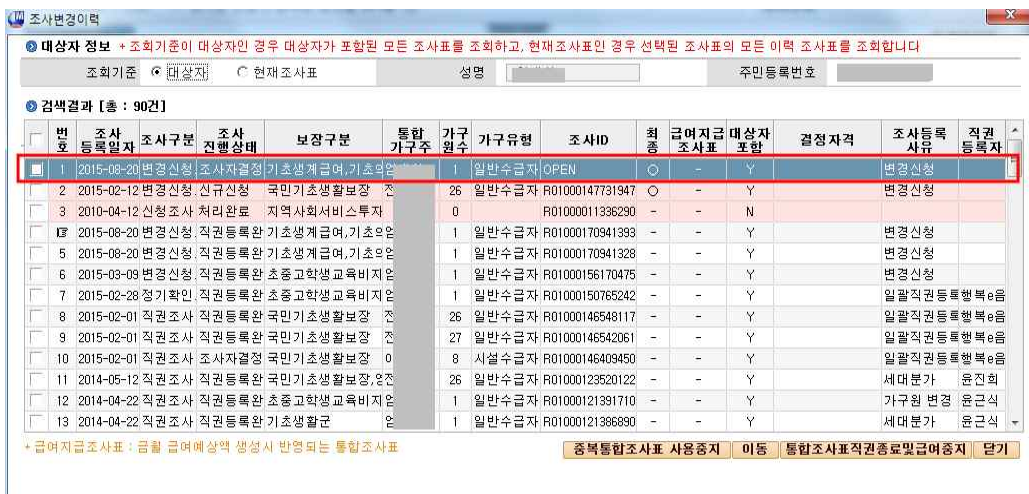 조사변경이력
대상자 정보 + 조회기준이 대상자인 경우 대상자가 포함된 모든 조사표를 조회하고, 현재조사표인 경우 선택된 조사표의 모든 이력 조사표를 조회합니다
조회기준 대상자 현재조사표 성명 주민등록번호
검색결과 [총 : 90건]
번호 조사등록일자 조사구분 조사진행상태 보장구분 통합가구주 가구원수 가구유형 조사ID 최종 급여지급조사표 대상자포함 결정자격 조사등록사유 직권등록자
1 2015-08-20 변경신청, 조사자결정 기초생계급여,기초의 1 일반수급자 OPEN ○ - Y 변경신청
2 2015-02-12 변경신청, 신규신청 국민기초생활보장 전 26 일반수급자 R01000147731947 ○ - Y 변경신청
3 2010-04-12 신청조사 처리완료 지역사회서비스투자 0 R01000011336290 - - N
2015-08-20 변경신청, 직권등록완 기초생계급여,기초의 1 일반수급자 R01000170941393 - - Y 변경신청
5 2015-08-20 변경신청, 직권등록완 기초생계급여,기초의 1 일반수급자 R01000170941328 - - Y 변경신청
6 2015-03-09 변경신청, 직권등록완 초중고학생교육비지 1 일반수급자 R01000156170475 - - Y 변경신청
7 2015-02-28 정기확인, 직권등록완 초중고학생교육비지 1 일반수급자 R01000150765242 - - Y 일괄직권등록 행복e음
8 2015-02-01 직권조사 직권등록완 국민기초생활보장 전 26 일반수급자 R01000146548117 - - Y 일괄직권등록 행복e음
9 2015-02-01 직권조사 직권등록완 국민기초생활보장 전 27 일반수급자 R01000146542061 - - Y 일괄직권등록 행복e음
10 2015-02-01 직권조사 조사자결정 국민기초생활보장 이 8 시설수급자 R01000146409450 - - Y 일괄직권등록 행복e음
11 2014-05-12 직권조사 직권등록완 국민기초생활보장, 전 26 일반수급자 R01000123520122 - - Y 세대분가 윤진희
12 2014-04-22 직권조사 직권등록완 초중고학생교육비지 1 일반수급자 R01000121391710 - - Y 가구원 변경 윤근식
13 2014-04-22 직권조사 직권등록완 기초생활군 1 일반수급자 R01000121386890 - - Y 세대분가 윤근식
+ 급여지급조사표 : 금월 급여예상액 생성시 반영되는 통합조사표
중복통합조사표 사용중지 이동 통합조사표직권종료및급여중지 닫기